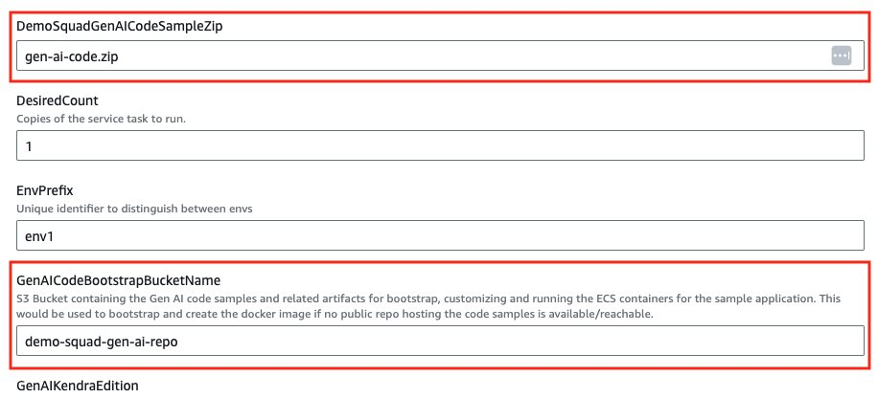 DemoSquadGenAICodeSampleZip
gen-ai-code.zip
DesiredCount
Copies of the service task to run.
1
EnvPrefix
Unique identifier to distinguish between envs
env1
GenAICodeBootstrapBucketName
S3 Bucket containing the Gen AI code samples and related artifacts for bootstrap, customizing and running the ECS containers for the sample application. This
would be used to bootstrap and create the docker image if no public repo hosting the code samples is available/reachable.
demo-squad-gen-ai-repo
GenAIKendraEdition